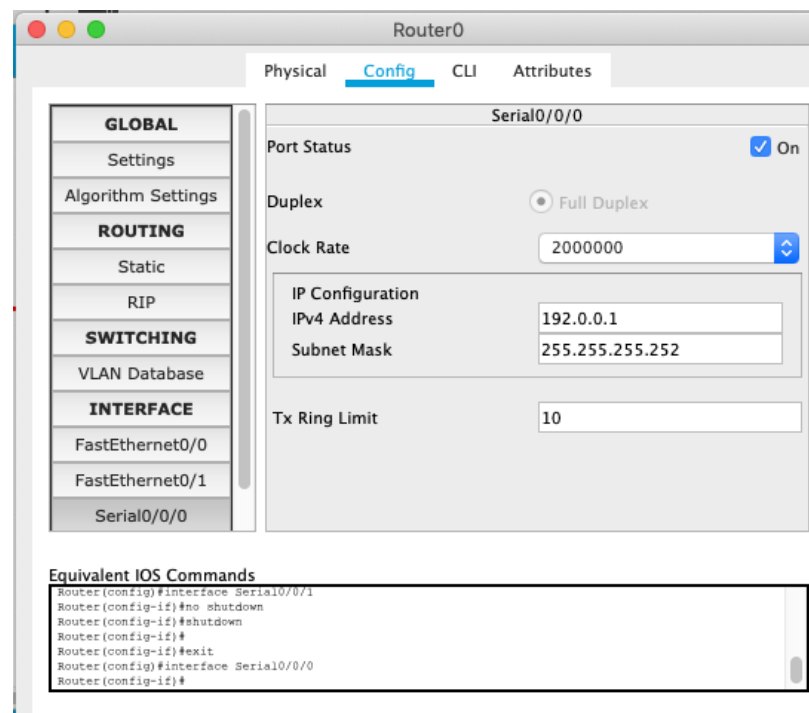 Router0
Physical Config CLI Attributes
GLOBAL
Settings
Algorithm Settings
ROUTING
Static
RIP
SWITCHING
VLAN Database
INTERFACE
FastEthernet0/0
FastEthernet0/1
Serial0/0/0
Serial0/0/0
Port Status On
Duplex Full Duplex
Clock Rate 2000000
IP Configuration
IPv4 Address 192.0.0.1
Subnet Mask 255.255.255.252
Tx Ring Limit 10
Equivalent IOS Commands
Router(config)#interface Serial0/0/1
Router(config-if)#no shutdown
Router(config-if)#shutdown
Router(config-if)#
Router(config-if)#exit
Router(config)#interface Serial0/0/0
Router(config-if)#